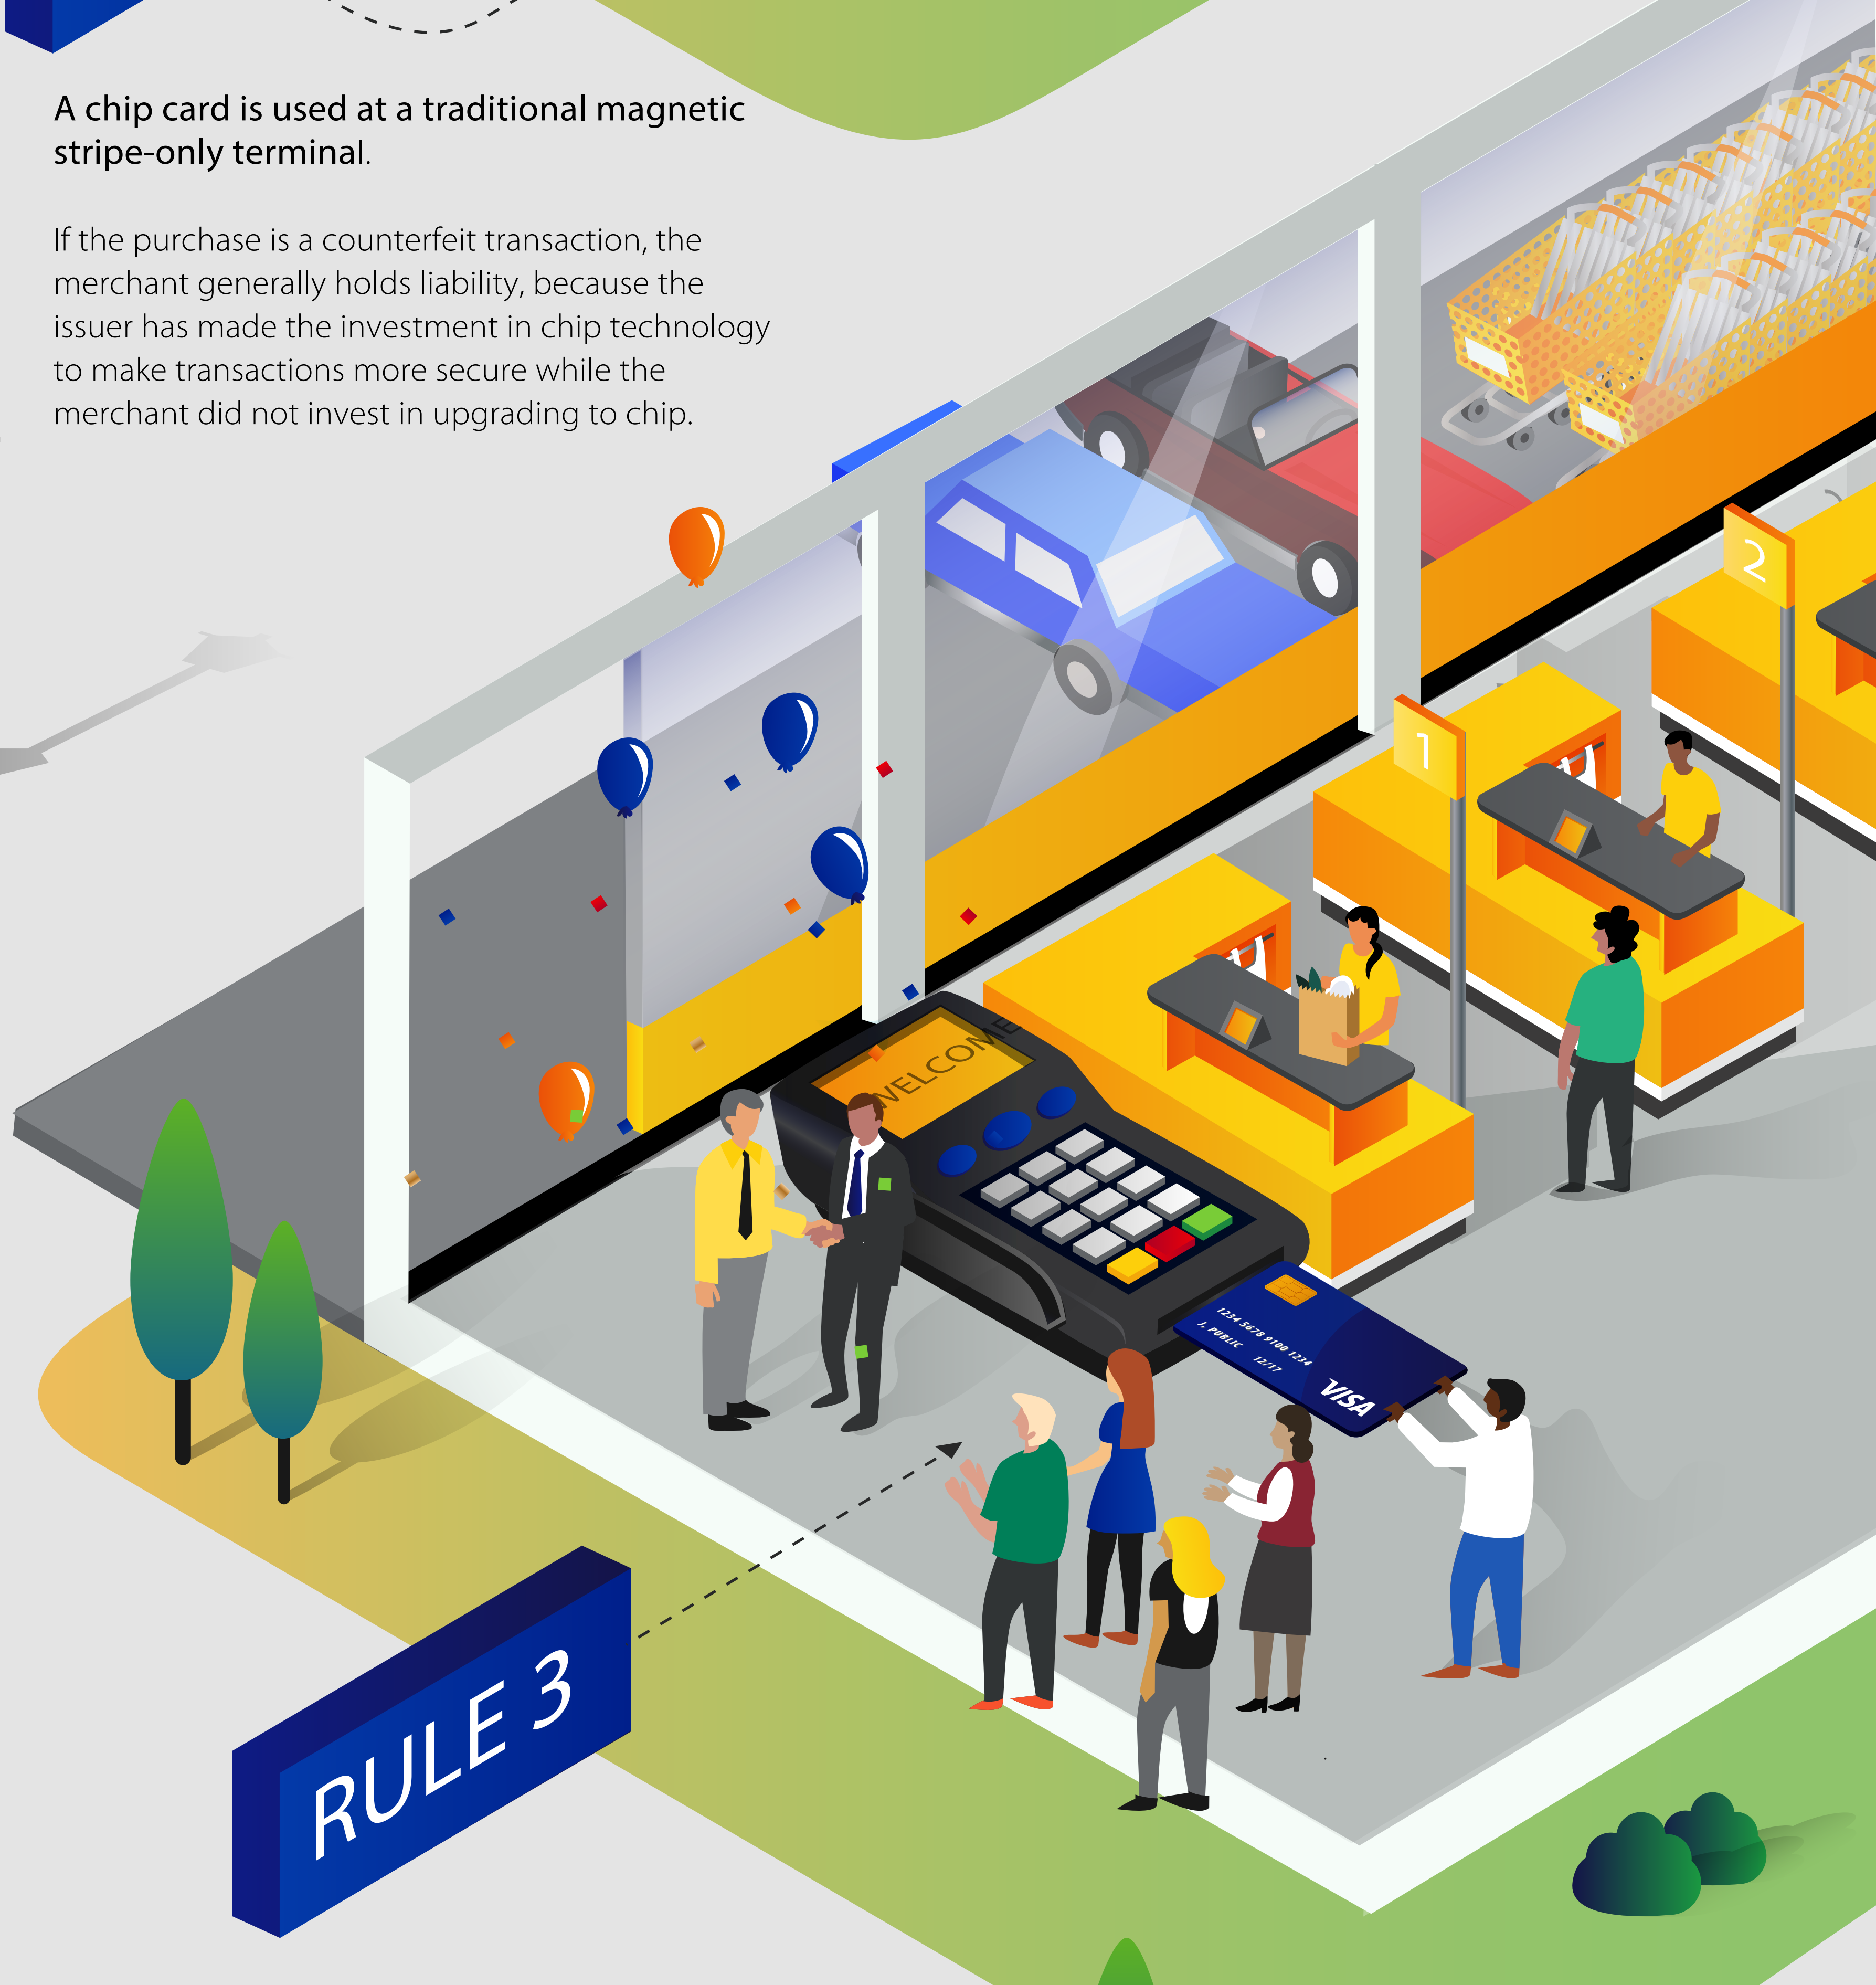 A chip card is used at a traditional magnetic
stripe-only terminal.
If the purchase is a counterfeit transaction, the
merchant generally holds liability, because the
issuer has made the investment in chip technology
to make transactions more secure while the
merchant did not invest in upgrading to chip.
2
1
WELCOME
1234 5678 9100 1234
J. PUBLIC
12/17
VISA
RULE 3